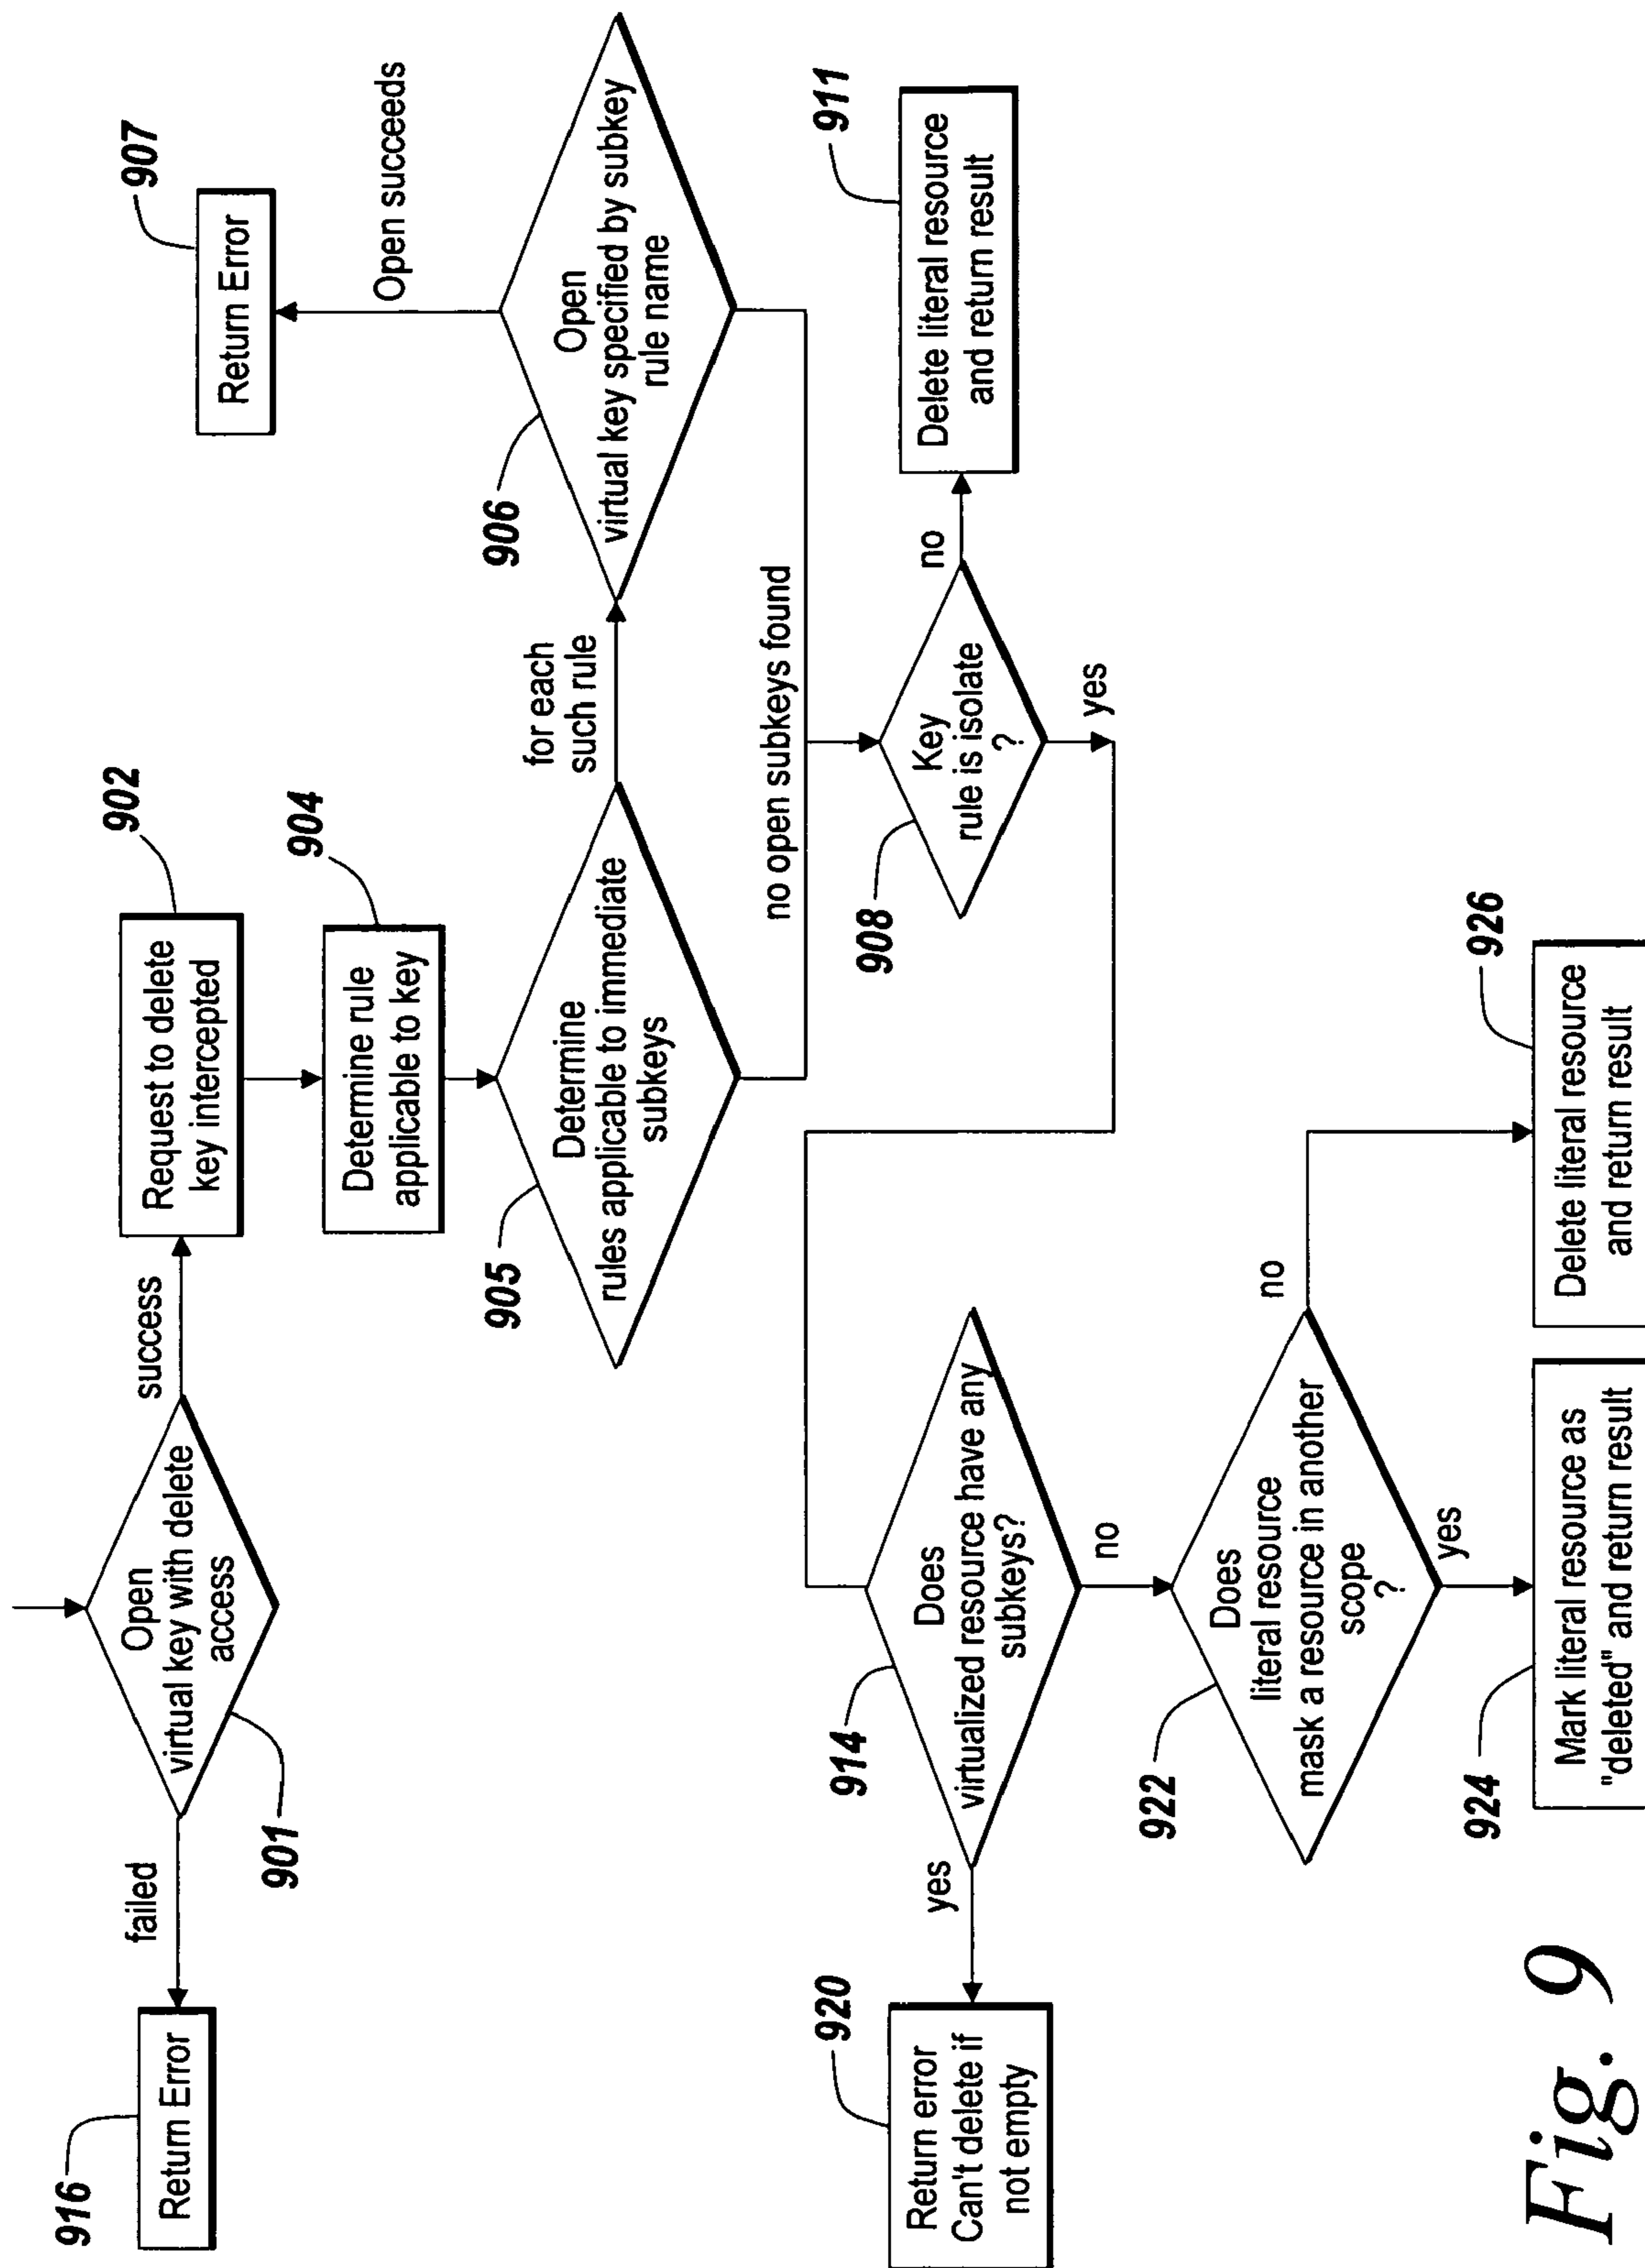 916
Return Error
failed
Open
virtual key with delete
access
901
success
902
Request to delete
key intercepted
904
Determine rule
applicable to key
905
Determine
rules applicable to immediate
subkeys
for each
such rule
906
Open
virtual key specified by subkey
rule name
Open succeeds
907
Return Error
no open subkeys found
908
Key
rule is isolate
?
no
911
Delete literal resource
and return result
yes
914
Does
virtualized resource have any
subkeys?
yes
920
Return error
Can't delete if
not empty
no
922
Does
literal resource
mask a resource in another
scope
?
no
yes
924
Mark literal resource as
"deleted" and return result
926
Delete literal resource
and return result
Fig. 9